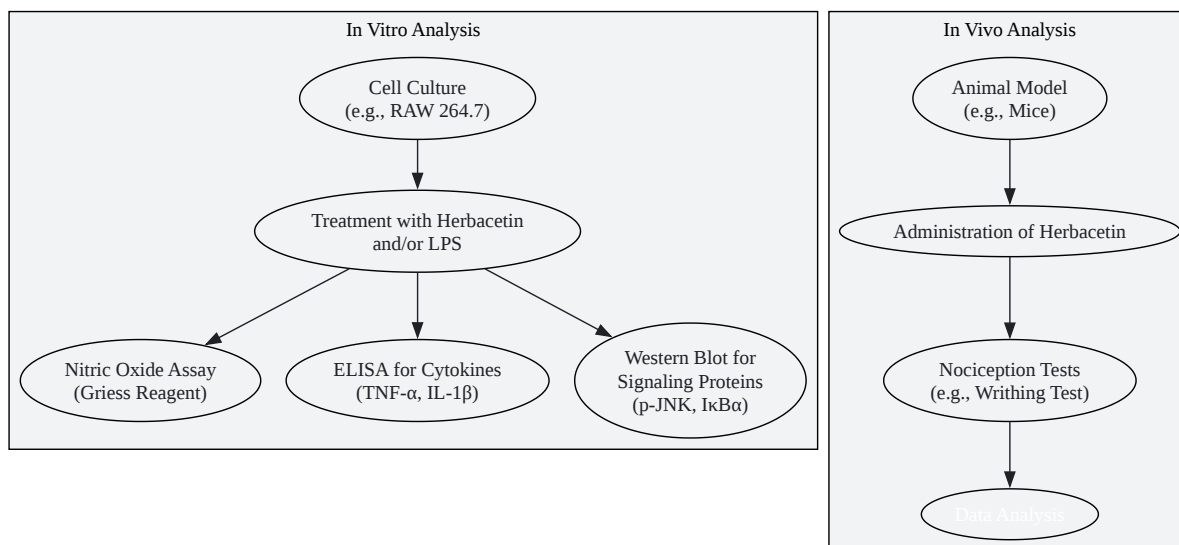 In Vitro Analysis
Cell Culture
(e.g., RAW 264.7)
Treatment with Herbacetin
and/or LPS
Nitric Oxide Assay
(Griess Reagent)
ELISA for Cytokines
(TNF-α, IL-1β)
Western Blot for
Signaling Proteins
(p-JNK, IκBα)
In Vivo Analysis
Animal Model
(e.g., Mice)
Administration of Herbacetin
Nociception Tests
(e.g., Writhing Test)
Data Analysis